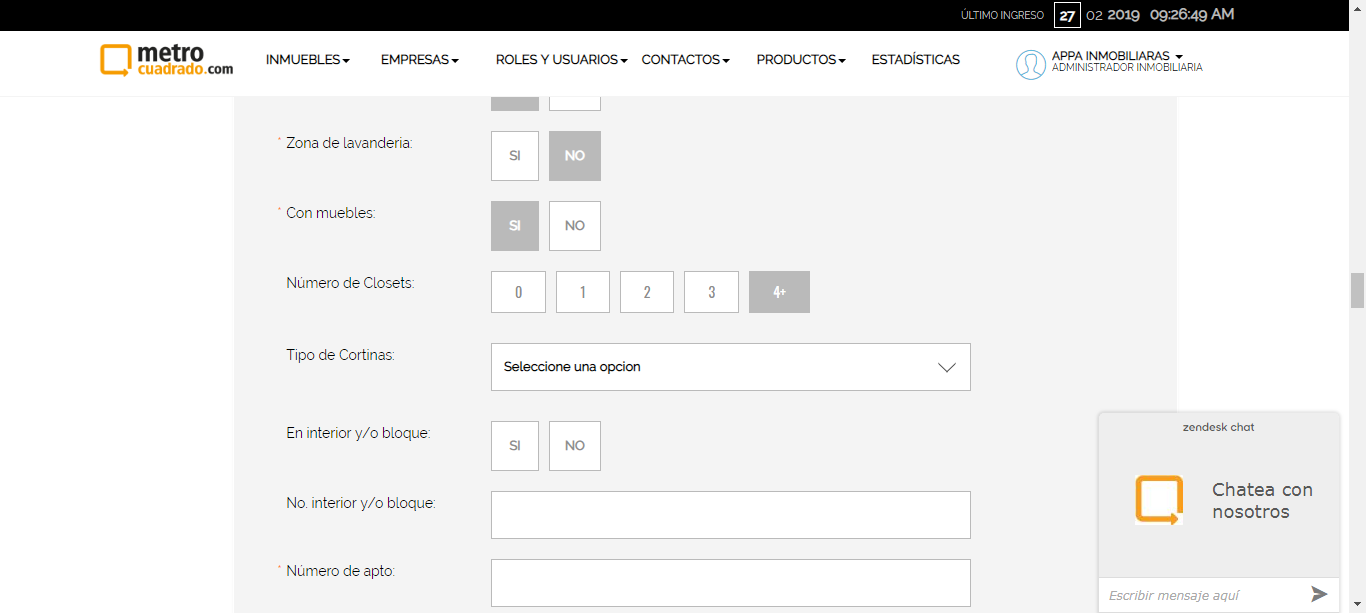 ÚLTIMO INGRESO 27 02 2019 09:26:49 AM
metro
cuadrado.com
INMUEBLES EMPRESAS ROLES Y USUARIOS CONTACTOS PRODUCTOS ESTADÍSTICAS
APPA INMOBILIARAS
ADMINISTRADOR INMOBILIARIA
* Zona de lavanderia: SI NO
* Con muebles: SI NO
Número de Closets: 0 1 2 3 4+
Tipo de Cortinas: Seleccione una opcion
En interior y/o bloque: SI NO
No. interior y/o bloque:
* Número de apto:
zendesk chat
Chatea con
nosotros
Escribir mensaje aquí